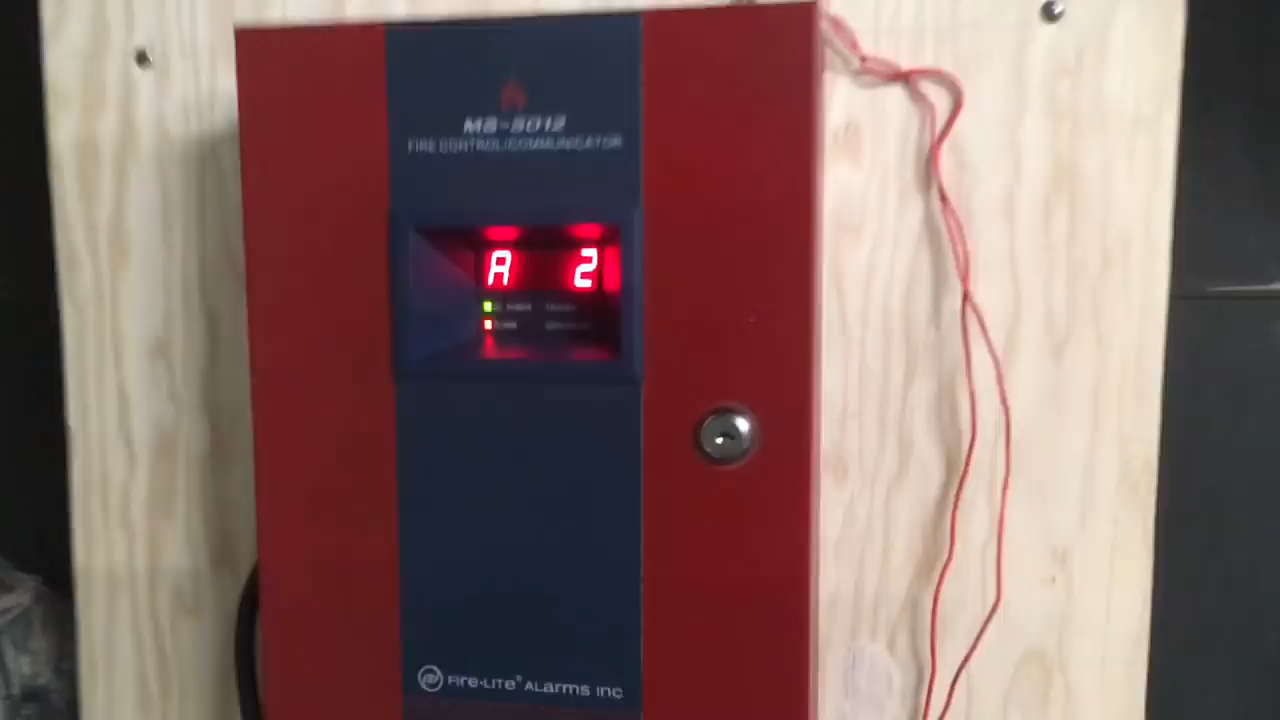 MS-5012
FIRE CONTROL/COMMUNICATOR
A 2
FIRE-LITE® ALARMS INC